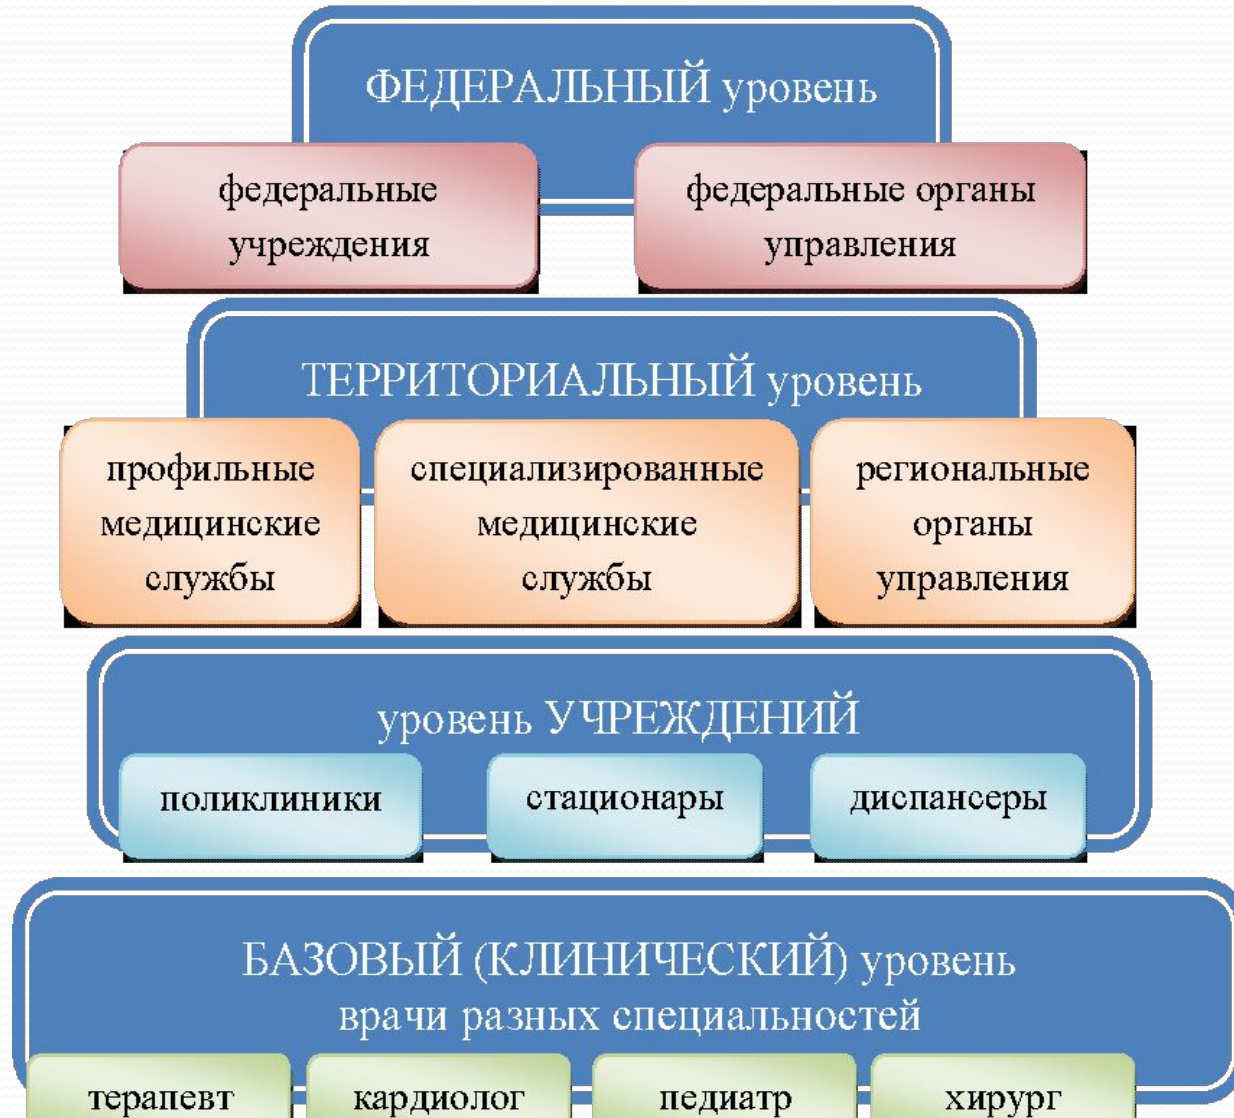 ФЕДЕРАЛЬНЫЙ уровень
федеральные
учреждения
федеральные органы
управления
ТЕРРИТОРИАЛЬНЫЙ уровень
профильные
медицинские
службы
специализированные
медицинские
службы
региональные
органы
управления
уровень УЧРЕЖДЕНИЙ
поликлиники
стационары
диспансеры
БАЗОВЫЙ (КЛИНИЧЕСКИЙ) уровень
врачи разных специальностей
терапевт
кардиолог
педиатр
хирург